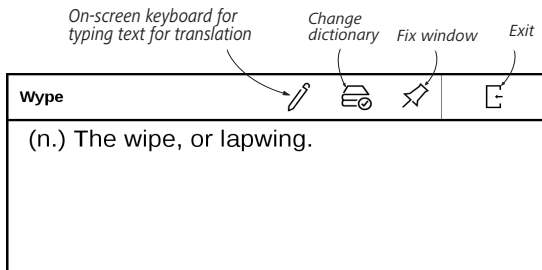 On-screen keyboard for
typing text for translation
Change
dictionary
Fix window
Exit
Wype
(n.) The wipe, or lapwing.